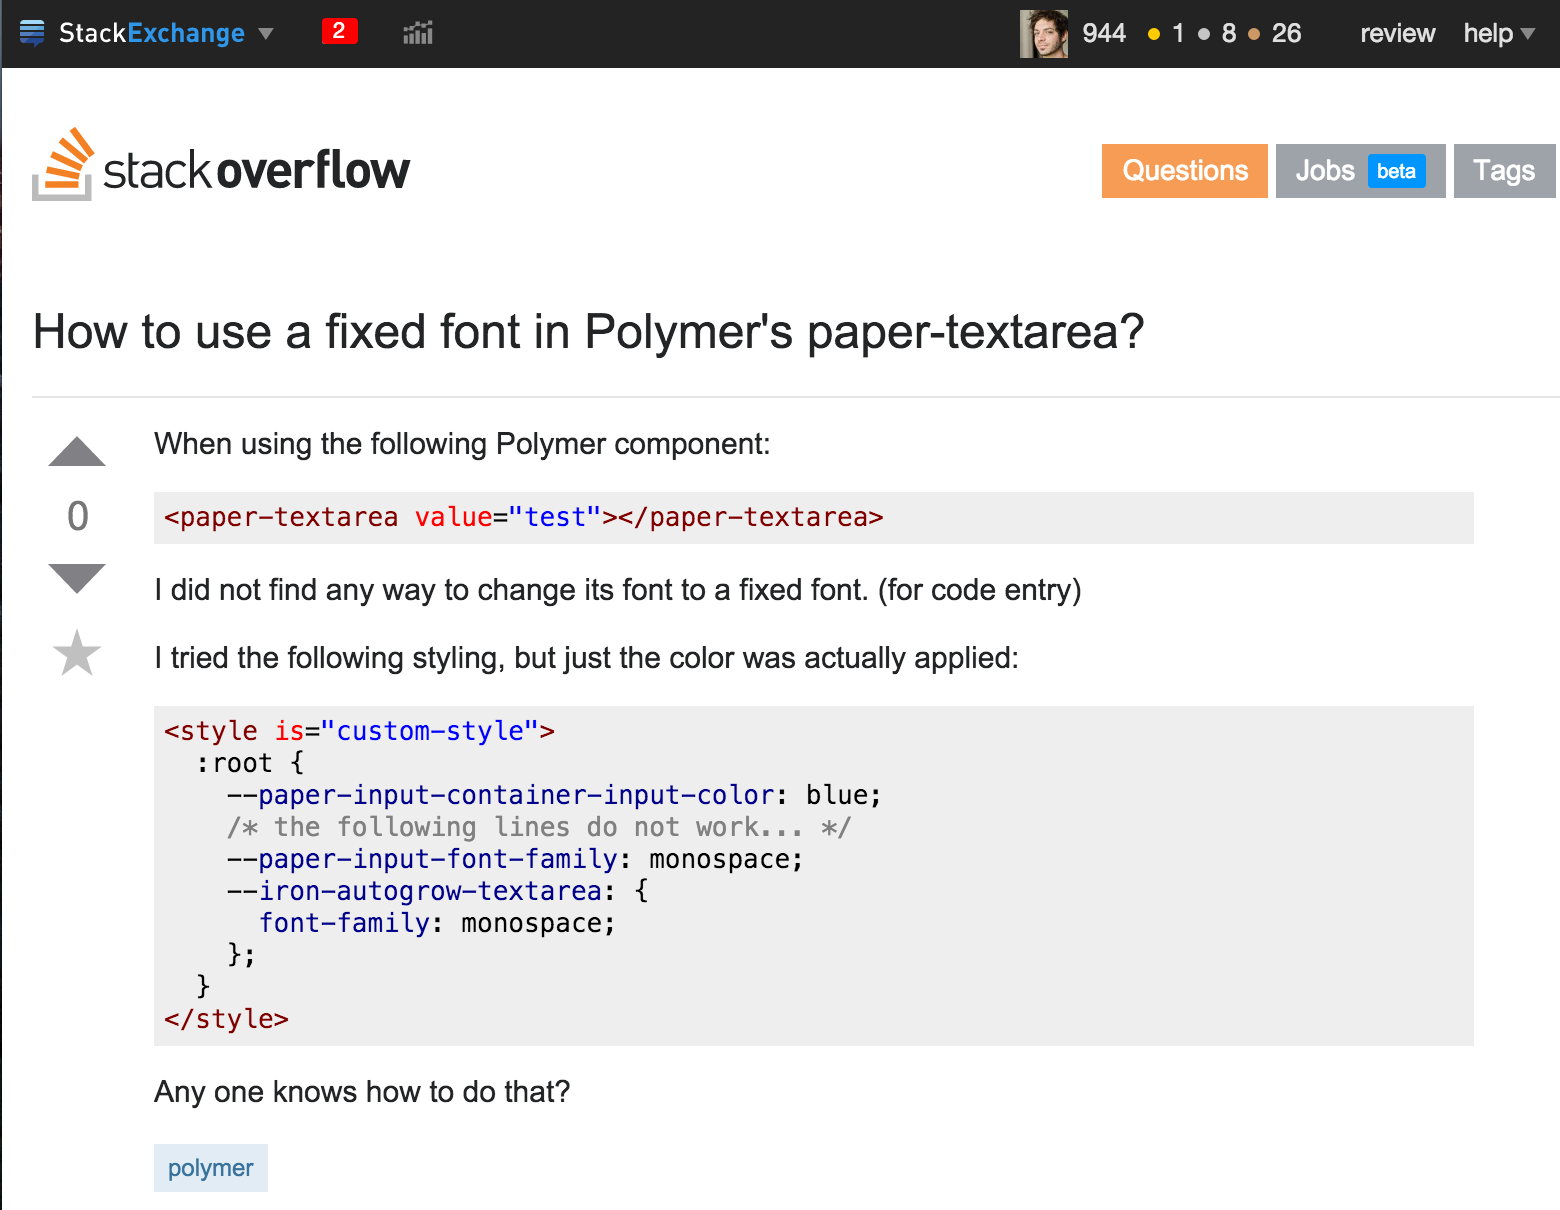 StackExchange 2 944 1 8 26 review help
stackoverflow Questions Jobs beta Tags
How to use a fixed font in Polymer's paper-textarea?
When using the following Polymer component:
0
<paper-textarea value="test"></paper-textarea>
I did not find any way to change its font to a fixed font. (for code entry)
I tried the following styling, but just the color was actually applied:
<style is="custom-style">
  :root {
    --paper-input-container-input-color: blue;
    /* the following lines do not work... */
    --paper-input-font-family: monospace;
    --iron-autogrow-textarea: {
      font-family: monospace;
    };
  }
</style>
Any one knows how to do that?
polymer